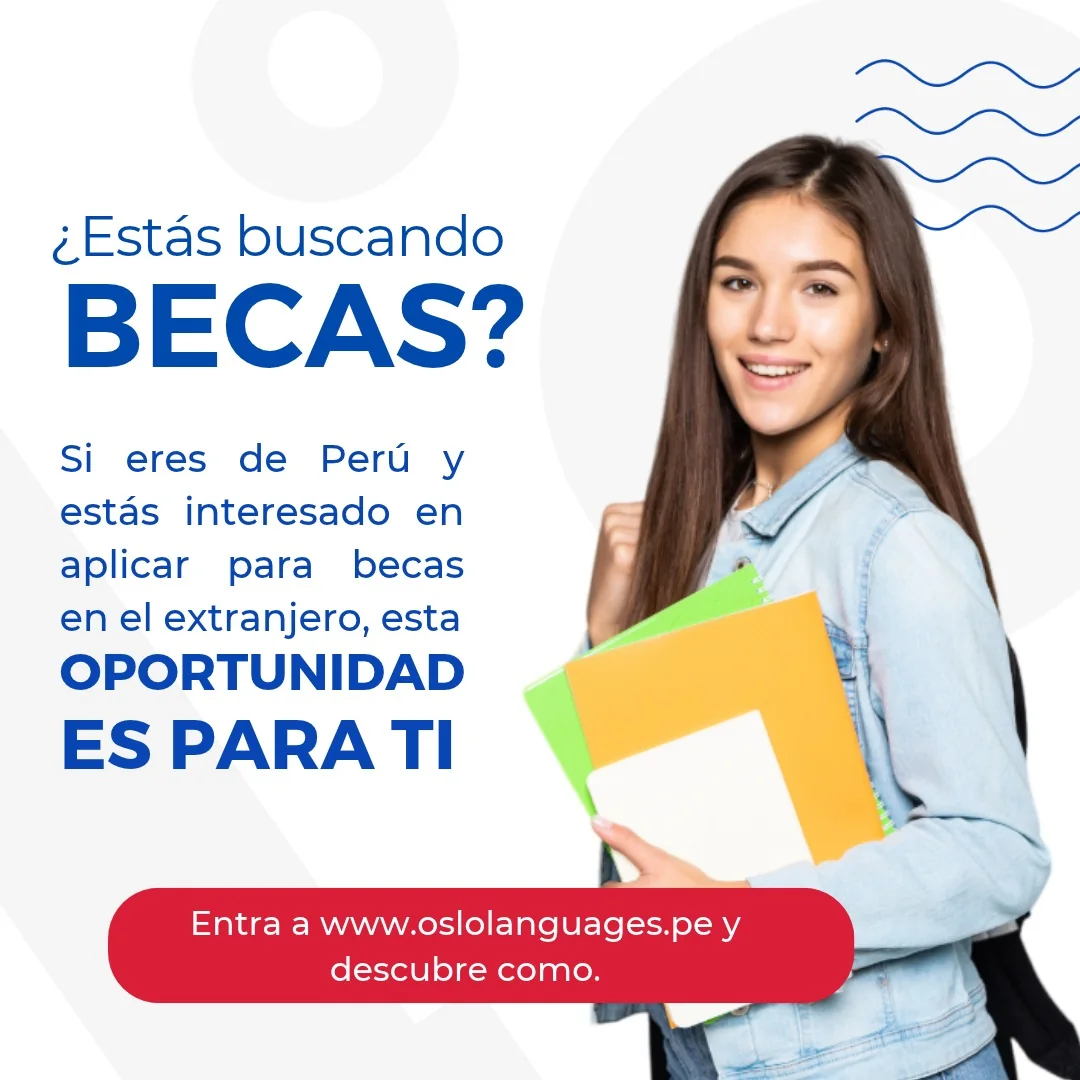 ¿Estás buscando
BECAS?
Si eres de Perú y
estás interesado en
aplicar para becas
en el extranjero, esta
OPORTUNIDAD
ES PARA TI
Entra a www.oslolanguages.pe y
descubre como.